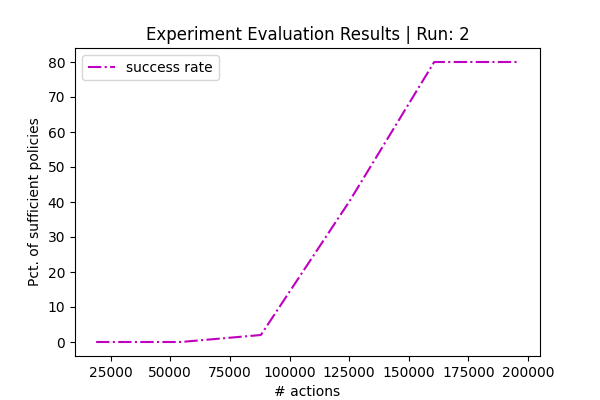 Experiment Evaluation Results | Run: 2
success rate
Pct. of sufficient policies
80
70
60
50
40
30
20
10
0
25000 50000 75000 100000 125000 150000 175000 200000
# actions